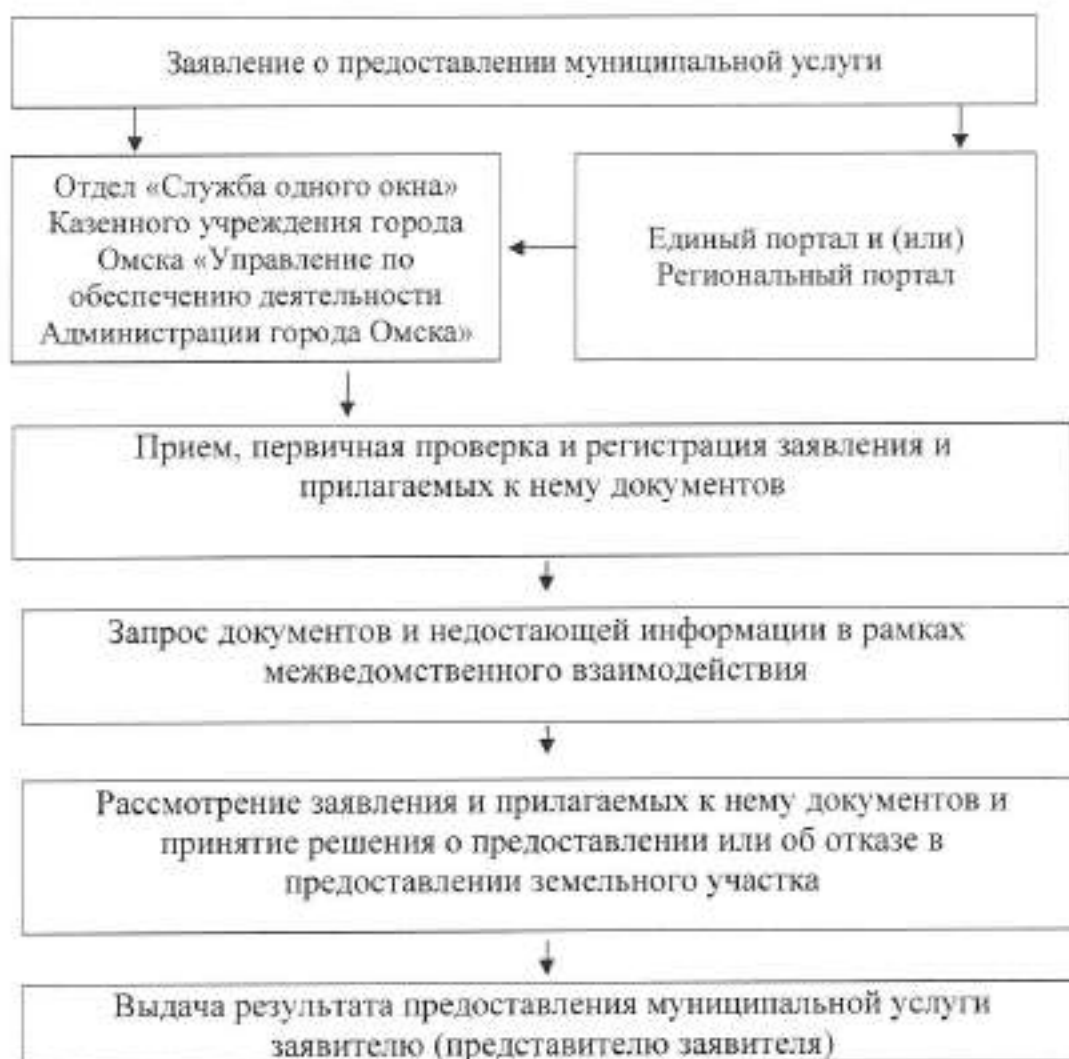 Заявление о предоставлении муниципальной услуги
Отдел «Служба одного окна»
Казенного учреждения города
Омска «Управление по
обеспечению деятельности
Администрации города Омска»
Единый портал и (или)
Региональный портал
Прием, первичная проверка и регистрация заявления и
прилагаемых к нему документов
Запрос документов и недостающей информации в рамках
межведомственного взаимодействия
Рассмотрение заявления и прилагаемых к нему документов и
принятие решения о предоставлении или об отказе в
предоставлении земельного участка
Выдача результата предоставления муниципальной услуги
заявителю (представителю заявителя)